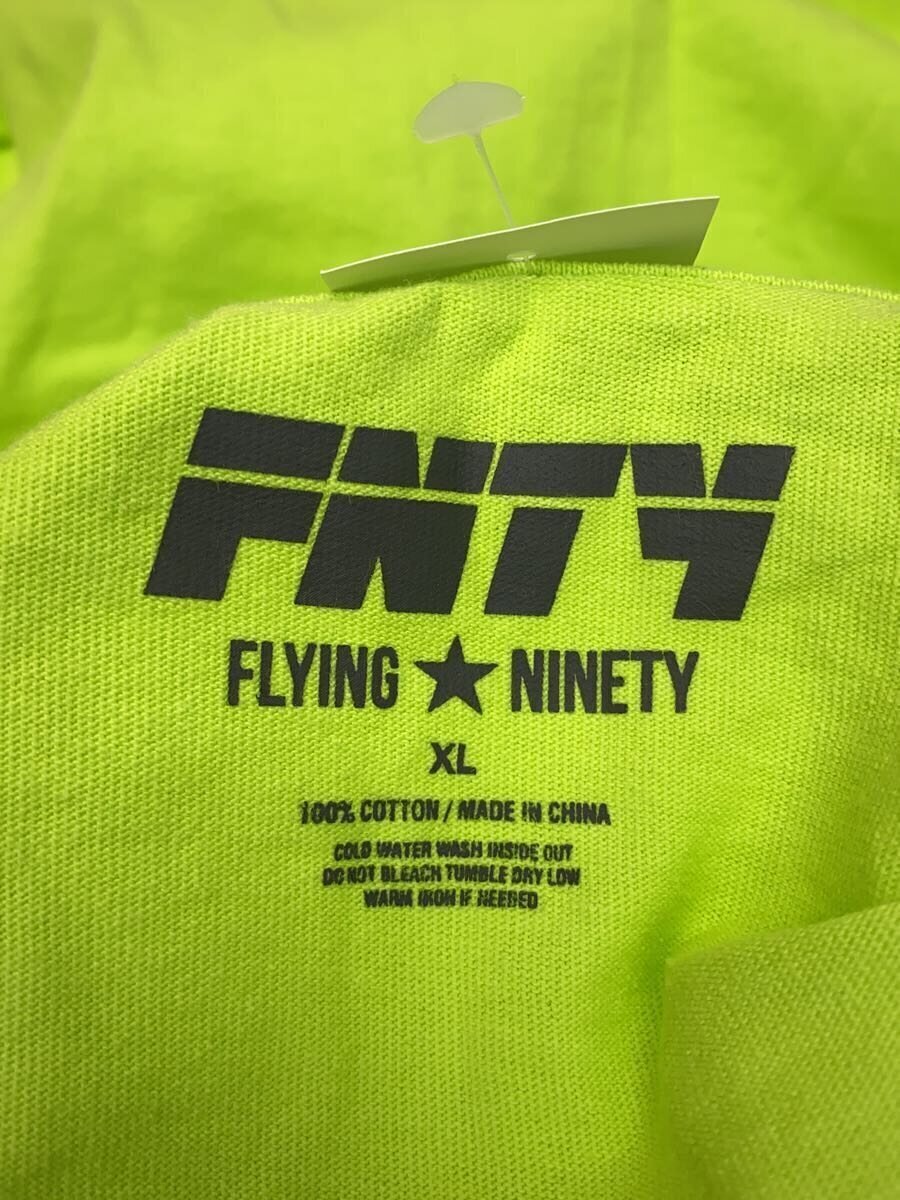 FNTY
FLYING ★ NINETY
XL
100% COTTON / MADE IN CHINA
COLD WATER WASH INSIDE OUT
DO NOT BLEACH TUMBLE DRY LOW
WARM IRON IF NEEDED